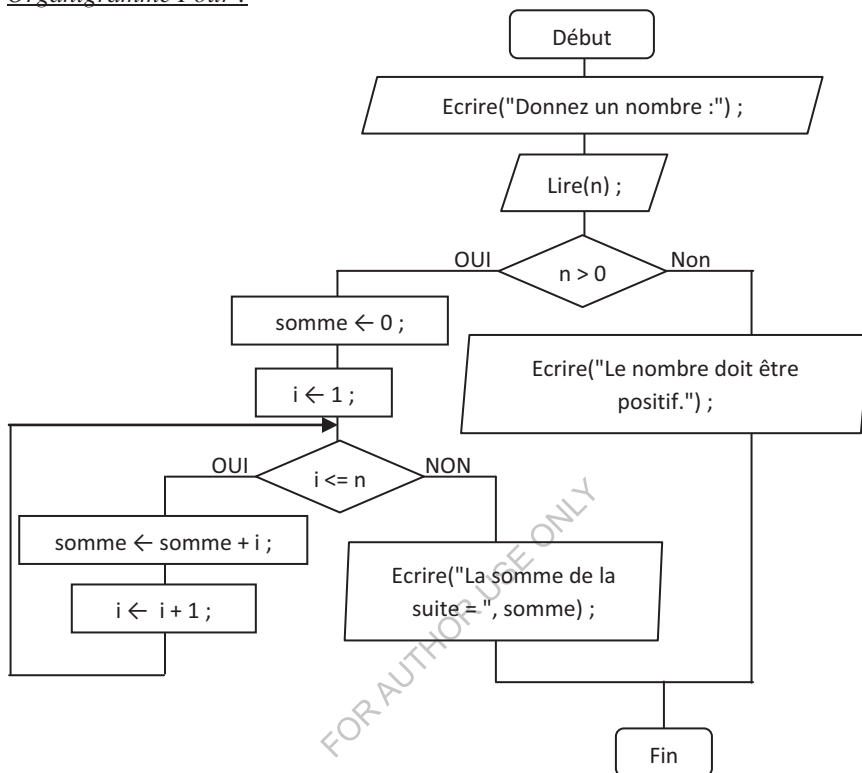 Organigramme Pour :
Début
Ecrire("Donnez un nombre :") ;
Lire(n) ;
OUI
n > 0
Non
somme ← 0 ;
i ← 1 ;
Ecrire("Le nombre doit être
positif.") ;
OUI
i <= n
NON
somme ← somme + i ;
i ← i + 1 ;
Ecrire("La somme de la
suite = ", somme) ;
FOR AUTHOR USE ONLY
Fin